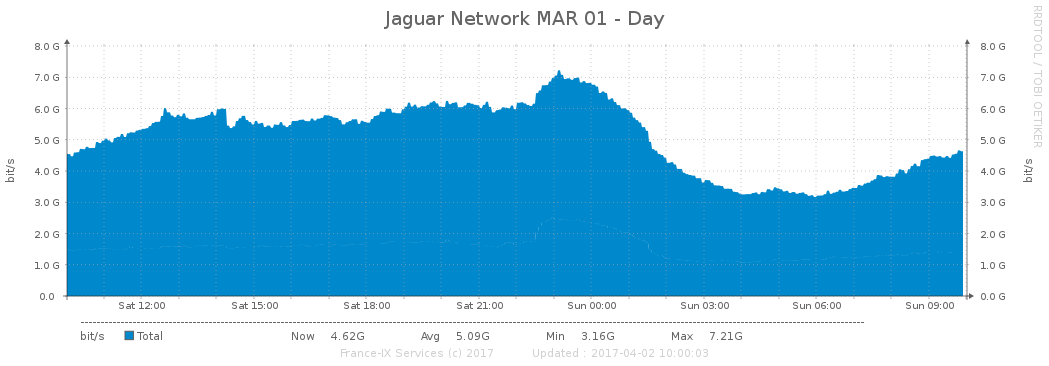 Jaguar Network MAR 01 - Day
RRDTOOL / TOBI OETIKER
8.0 G 8.0 G
7.0 G 7.0 G
6.0 G 6.0 G
5.0 G 5.0 G
4.0 G 4.0 G
3.0 G 3.0 G
2.0 G 2.0 G
1.0 G 1.0 G
0.0 0.0 G
bit/s bit/s
Sat 12:00 Sat 15:00 Sat 18:00 Sat 21:00 Sun 00:00 Sun 03:00 Sun 06:00 Sun 09:00
bit/s Total Now 4.62G Avg 5.09G Min 3.16G Max 7.21G
France-IX Services (c) 2017 Updated : 2017-04-02 10:00:03